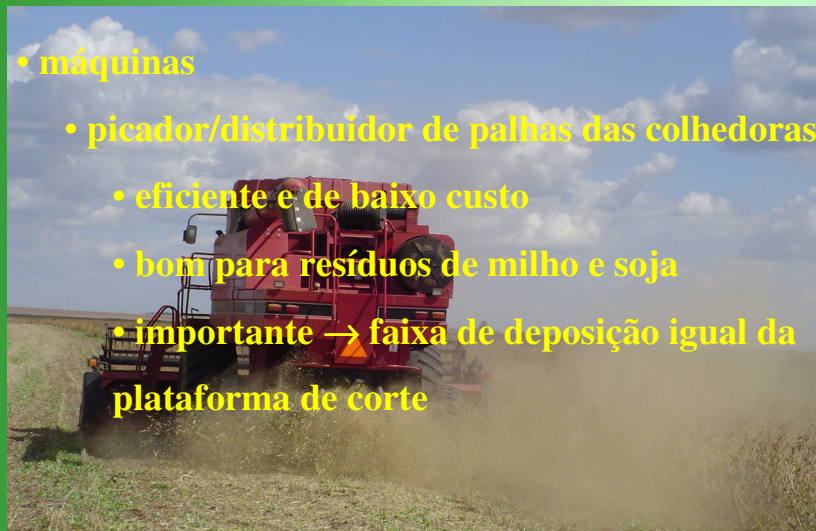 • máquinas
• picador/distribuidor de palhas das colhedoras
• eficiente e de baixo custo
• bom para resíduos de milho e soja
• importante → faixa de deposição igual da
plataforma de corte